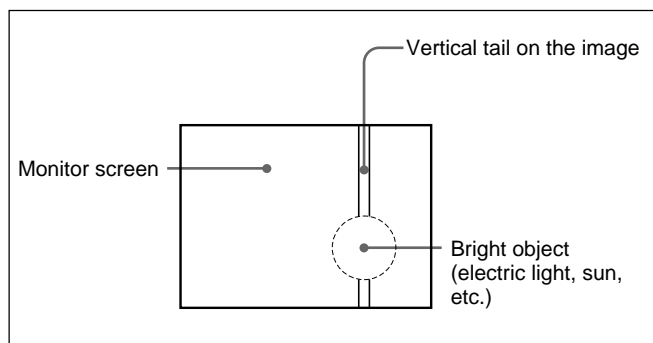 Vertical tail on the image
Monitor screen
Bright object
(electric light, sun,
etc.)